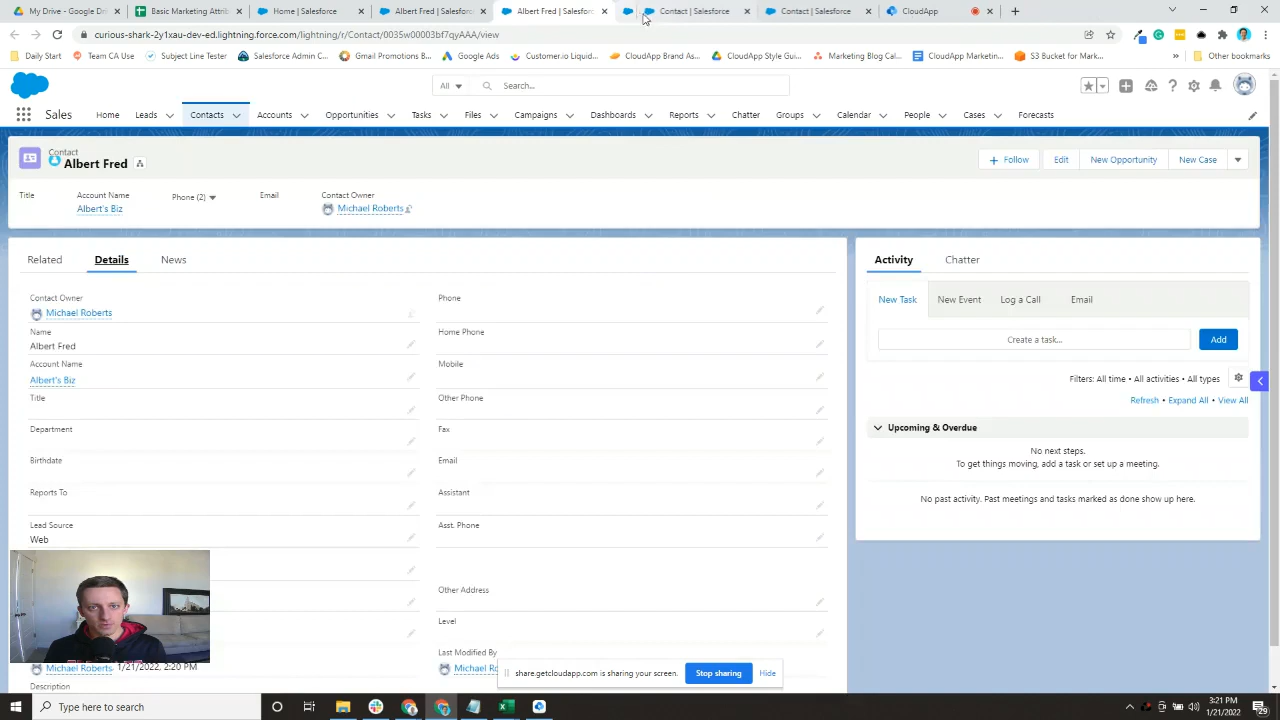 My Drive - Google Dri
Basic Marketing Attrib
Home | Salesforce
Albert Fred | Salesforc
Albert Fred | Salesforc
Contact | Salesforce
Contact | Salesforce
CloudApp
curious-shark-2y1xau-dev-ed.lightning.force.com/lightning/r/Contact/0035w00003bf7qyAAA/view
Daily Start
Team CA Use
Subject Line Tester
Salesforce Admin C...
Gmail Promotions B...
Google Ads
Customer.io Liquid...
CloudApp Brand As...
CloudApp Style Gui...
Marketing Blog Cal...
CloudApp Marketin...
S3 Bucket for Mark...
»
Other bookmarks
All
Search...
Sales
Home
Leads
Contacts
Accounts
Opportunities
Tasks
Files
Campaigns
Dashboards
Reports
Chatter
Groups
Calendar
People
Cases
Forecasts
Contact
Albert Fred
+ Follow
Edit
New Opportunity
New Case
Title
Account Name
Albert's Biz
Phone (2)
Email
Contact Owner
Michael Roberts
Related
Details
News
Contact Owner
Michael Roberts
Name
Albert Fred
Account Name
Albert's Biz
Title
Department
Birthdate
Reports To
Lead Source
Web
Michael Roberts, 1/21/2022, 2:20 PM
Description
Phone
Home Phone
Mobile
Other Phone
Fax
Email
Assistant
Asst. Phone
Other Address
Level
Last Modified By
Michael Ro
Activity
Chatter
New Task
New Event
Log a Call
Email
Create a task...
Add
Filters: All time • All activities • All types
Refresh • Expand All • View All
Upcoming & Overdue
No next steps.
To get things moving, add a task or set up a meeting.
No past activity. Past meetings and tasks marked as done show up here.
share.getcloudapp.com is sharing your screen.
Stop sharing
Hide
Type here to search
3:21 PM
1/21/2022
29